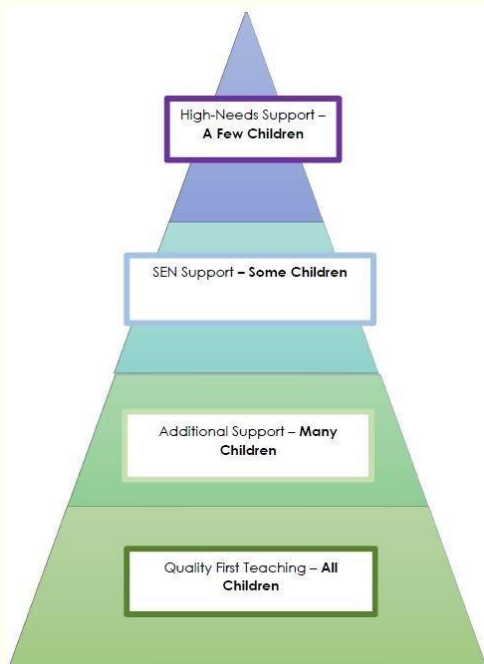 High-Needs Support –
A Few Children
SEN Support – Some Children
Additional Support – Many
Children
Quality First Teaching – All
Children